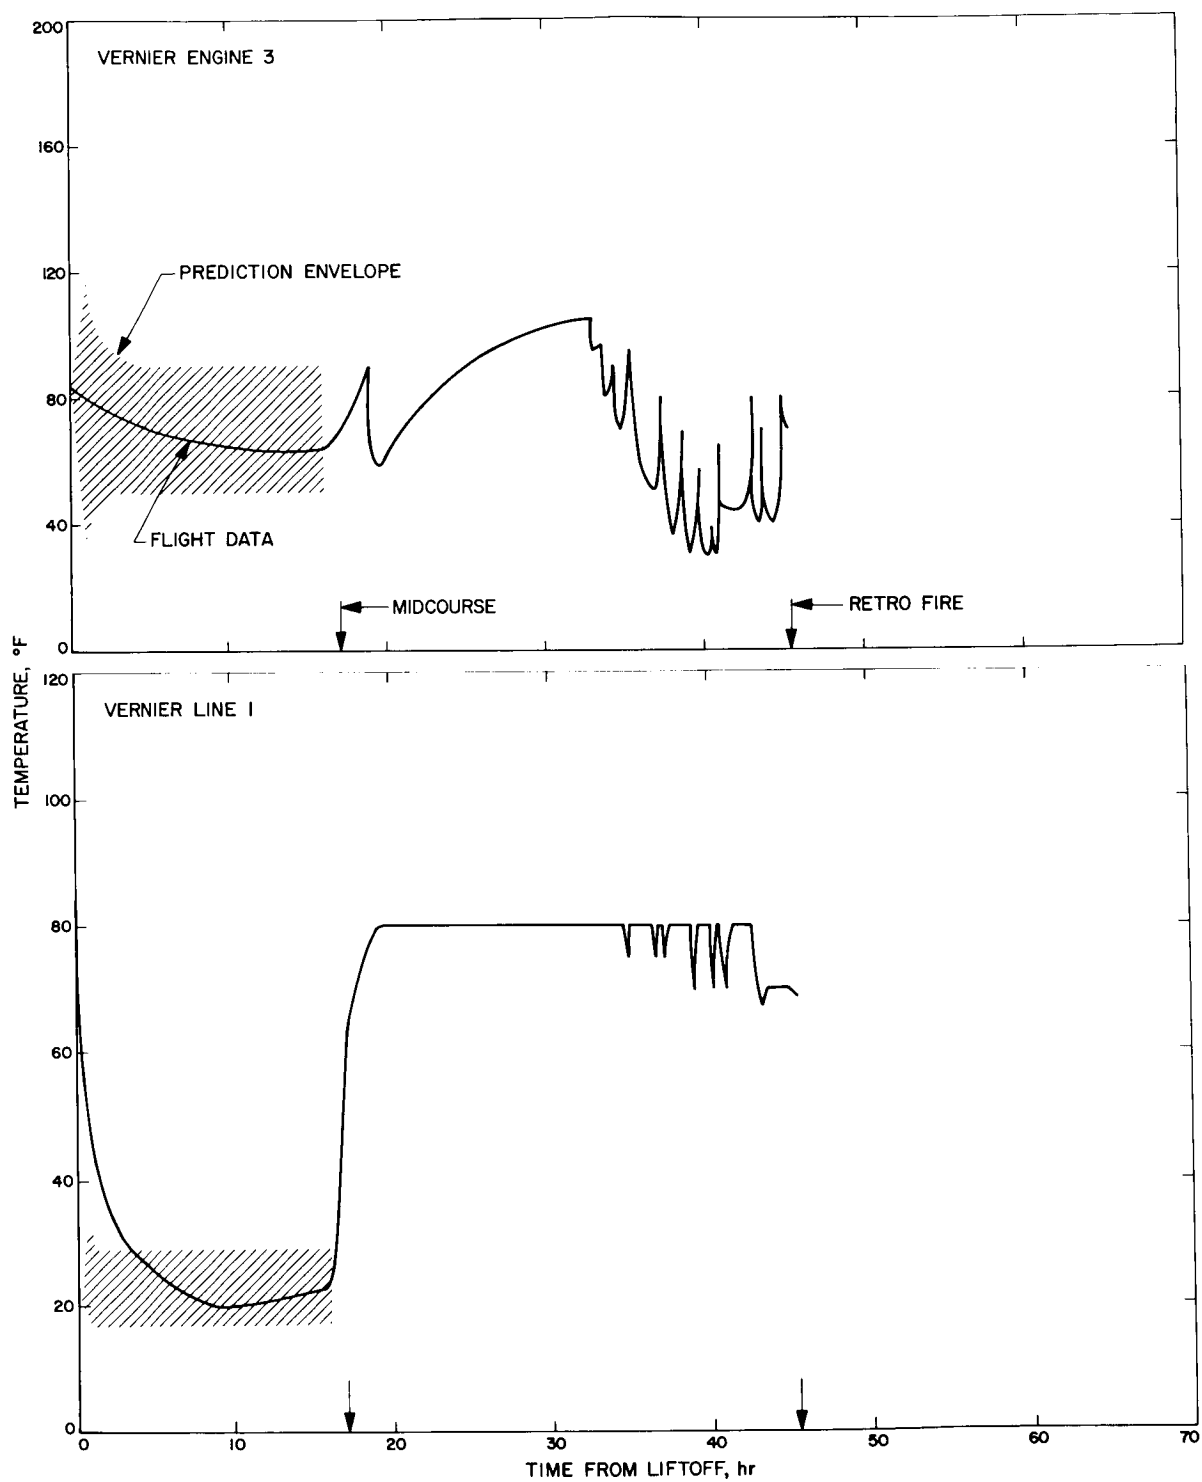 200
VERNIER ENGINE 3
160
120
PREDICTION ENVELOPE
80
40
FLIGHT DATA
MIDCOURSE
RETRO FIRE
0
TEMPERATURE, °F
120
VERNIER LINE 1
100
80
60
40
20
0
0 10 20 30 40 50 60 70
TIME FROM LIFTOFF, hr